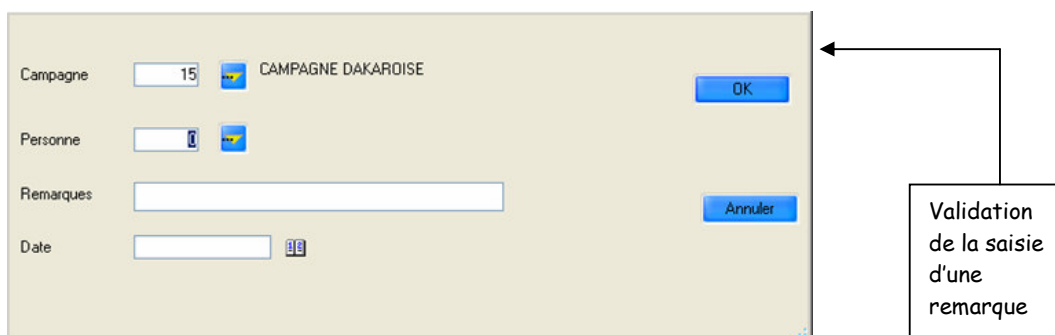 Campagne 15 CAMPAGNE DAKAROISE
OK
Personne 0
Remarques
Annuler
Date
Validation
de la saisie
d'une
remarque